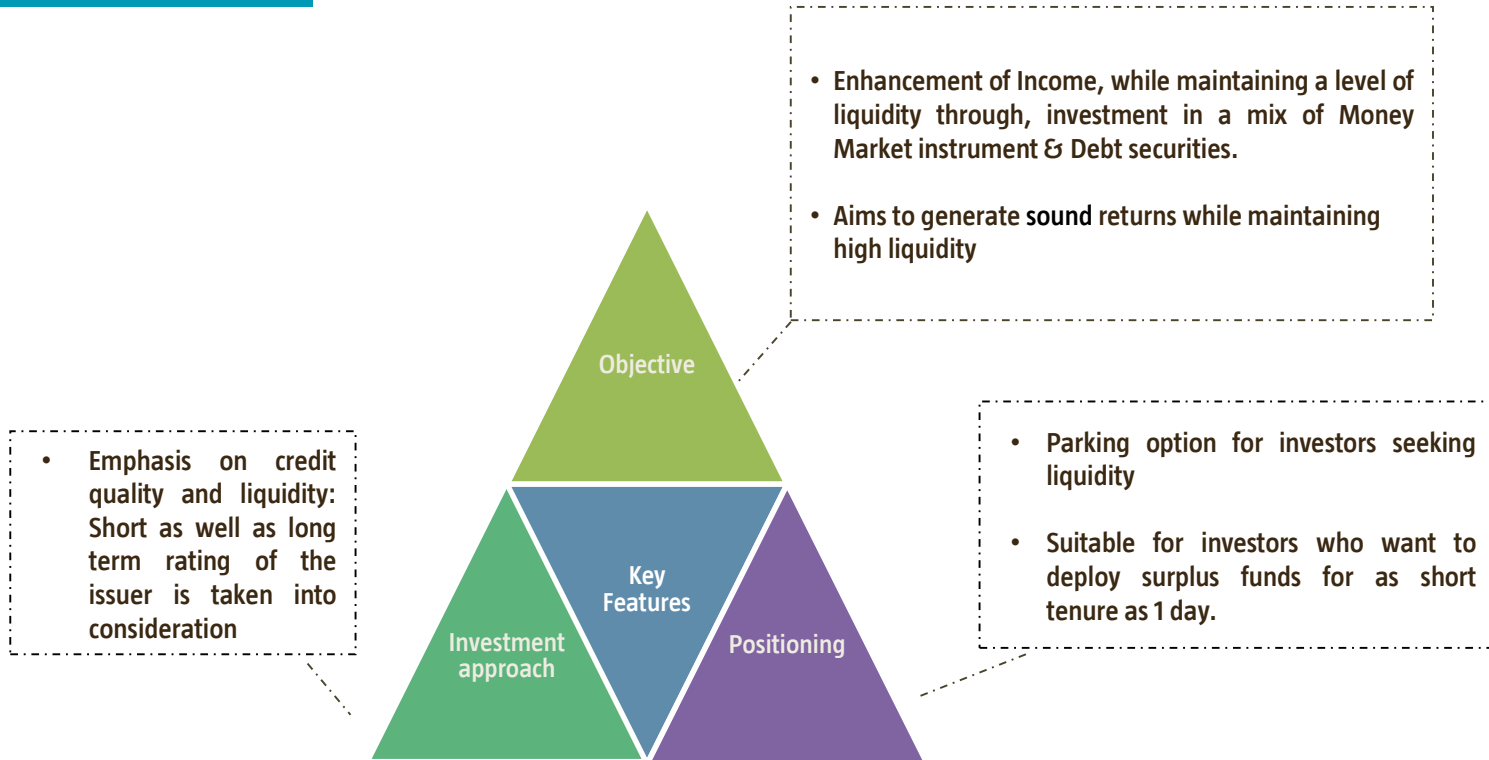 • Enhancement of Income, while maintaining a level of
liquidity through, investment in a mix of Money
Market instrument & Debt securities.
• Aims to generate sound returns while maintaining
high liquidity
Objective
• Emphasis on credit
quality and liquidity:
Short as well as long
term rating of the
issuer is taken into
consideration
Key
Features
Investment
approach
Positioning
• Parking option for investors seeking
liquidity
• Suitable for investors who want to
deploy surplus funds for as short
tenure as 1 day.